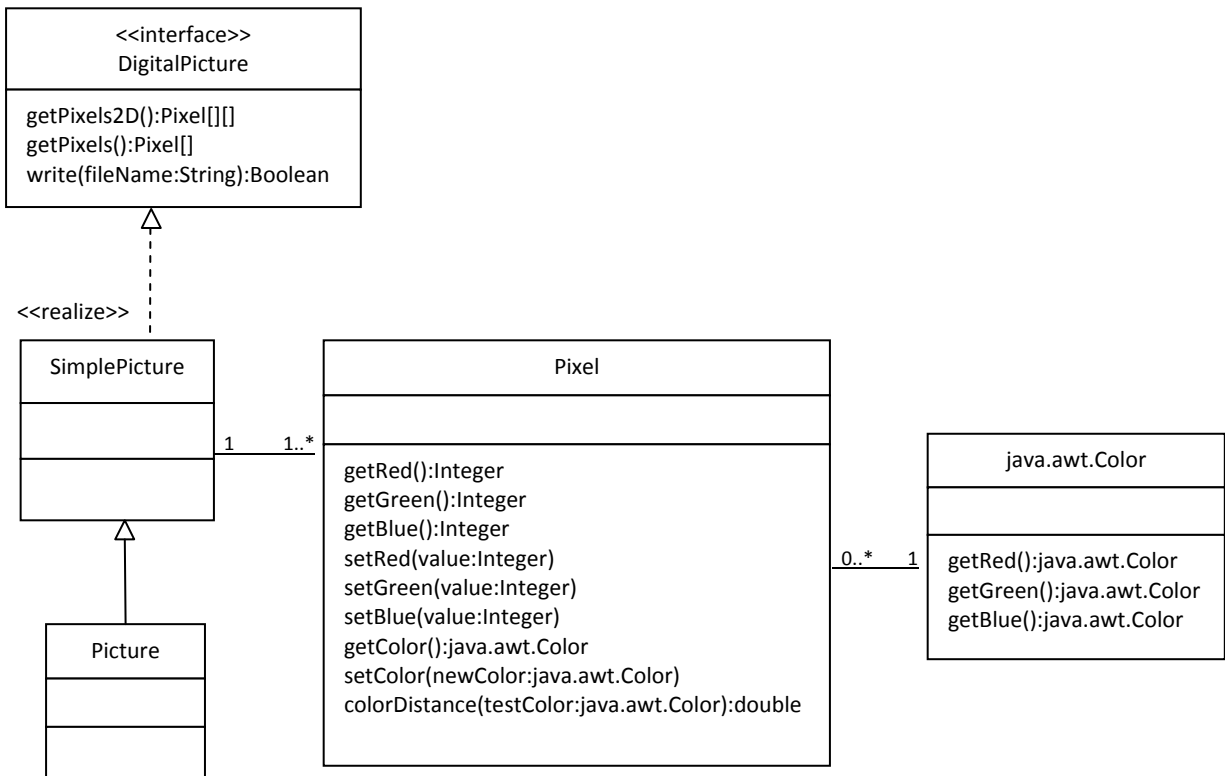 <<interface>>
DigitalPicture
getPixels2D():Pixel[][]
getPixels():Pixel[]
write(fileName:String):Boolean
<<realize>>
SimplePicture
1
1..*
Pixel
getRed():Integer
getGreen():Integer
getBlue():Integer
setRed(value:Integer)
setGreen(value:Integer)
setBlue(value:Integer)
getColor():java.awt.Color
setColor(newColor:java.awt.Color)
colorDistance(testColor:java.awt.Color):double
0..*
1
java.awt.Color
getRed():java.awt.Color
getGreen():java.awt.Color
getBlue():java.awt.Color
Picture